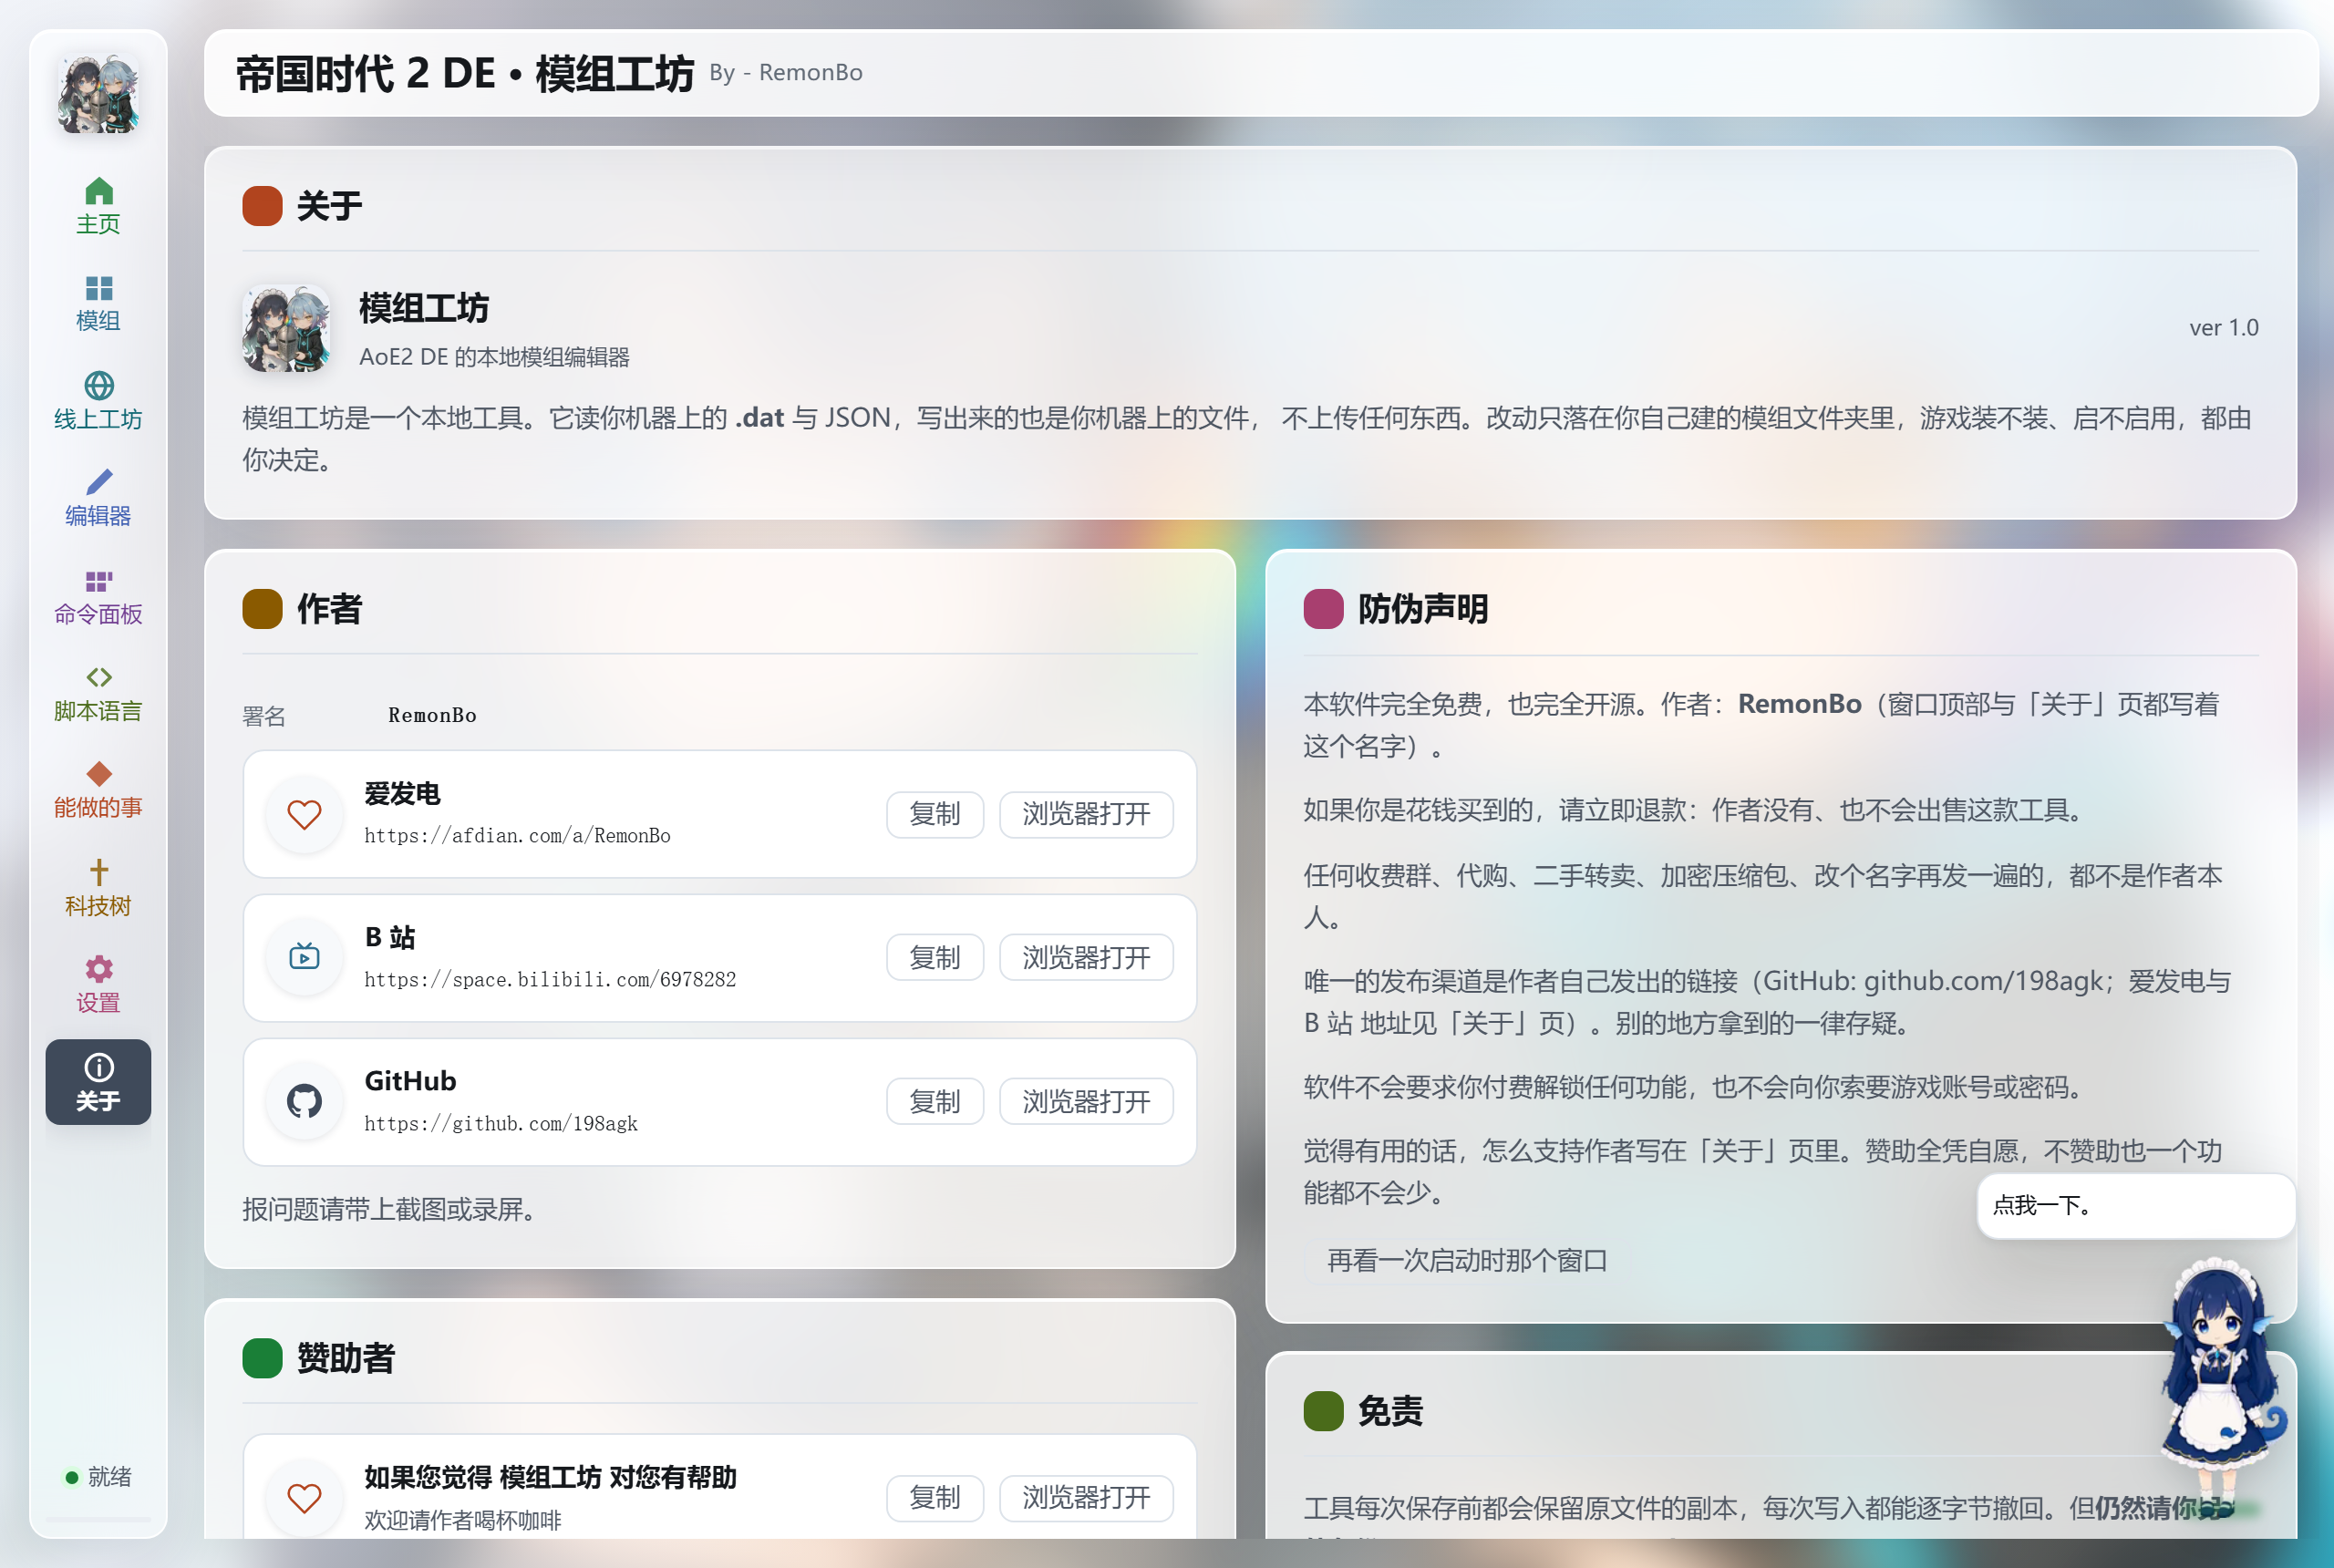 帝国时代 2 DE • 模组工坊 By - RemonBo
主页
模组
线上工坊
编辑器
命令面板
脚本语言
能做的事
科技树
设置
关于
就绪
关于
模组工坊
AoE2 DE 的本地模组编辑器
ver 1.0
模组工坊是一个本地工具。它读你机器上的 .dat 与 JSON，写出来的也是你机器上的文件， 不上传任何东西。改动只落在你自己建的模组文件夹里，游戏装不装、启不启用，都由
你决定。
作者
署名 RemonBo
爱发电
https://afdian.com/a/RemonBo
复制 浏览器打开
B 站
https://space.bilibili.com/6978282
复制 浏览器打开
GitHub
https://github.com/198agk
复制 浏览器打开
报问题请带上截图或录屏。
赞助者
如果您觉得 模组工坊 对您有帮助
欢迎请作者喝杯咖啡
复制 浏览器打开
防伪声明
本软件完全免费，也完全开源。作者：RemonBo（窗口顶部与「关于」页都写着
这个名字）。
如果你是花钱买到的，请立即退款：作者没有、也不会出售这款工具。
任何收费群、代购、二手转卖、加密压缩包、改个名字再发一遍的，都不是作者本
人。
唯一的发布渠道是作者自己发出的链接（GitHub: github.com/198agk；爱发电与
B 站 地址见「关于」页）。别的地方拿到的一律存疑。
软件不会要求你付费解锁任何功能，也不会向你索要游戏账号或密码。
觉得有用的话，怎么支持作者写在「关于」页里。赞助全凭自愿，不赞助也一个功
能都不会少。
再看一次启动时那个窗口
点我一下。
免责
工具每次保存前都会保留原文件的副本，每次写入都能逐字节撤回。但仍然请你